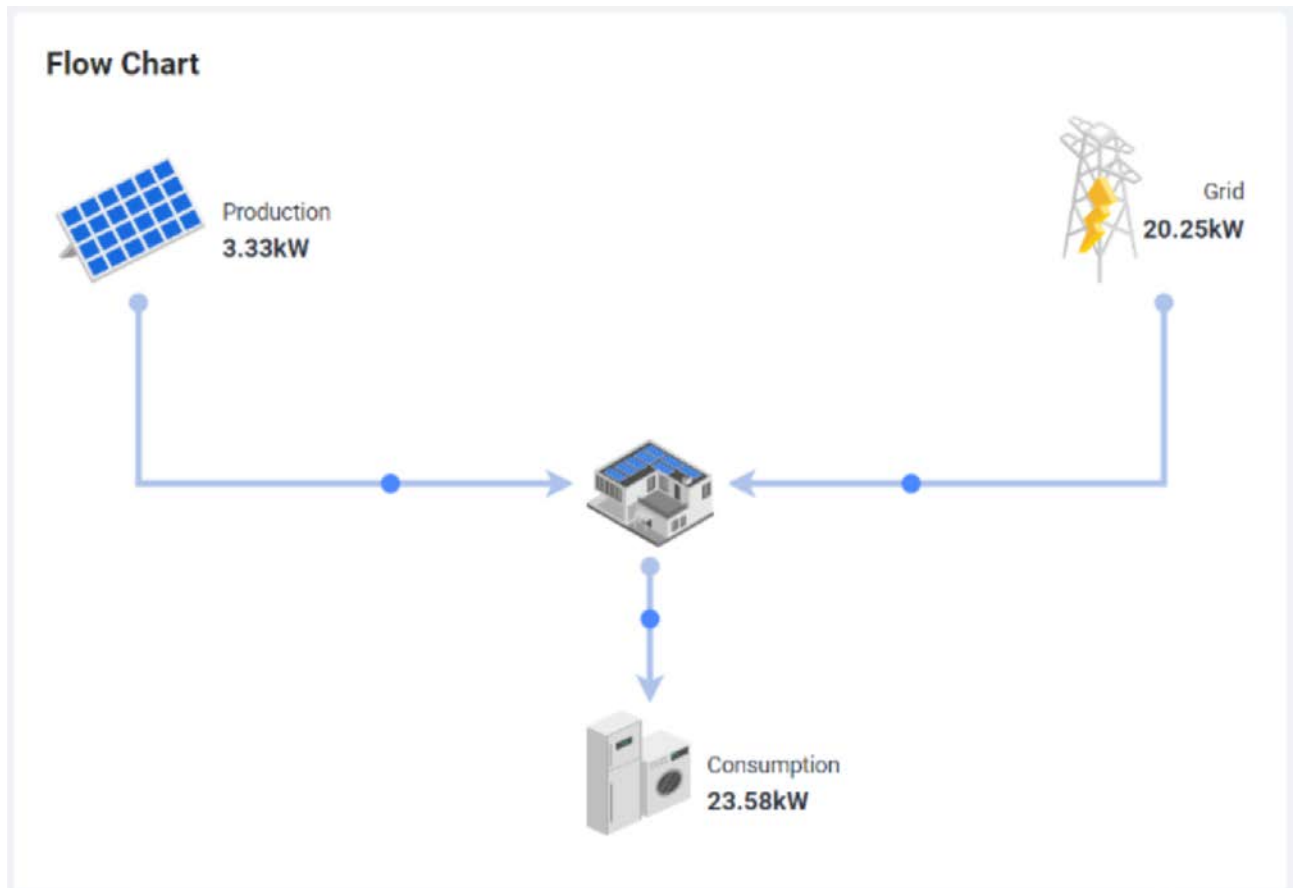 Flow Chart
Production
3.33kW
Grid
20.25kW
Consumption
23.58kW